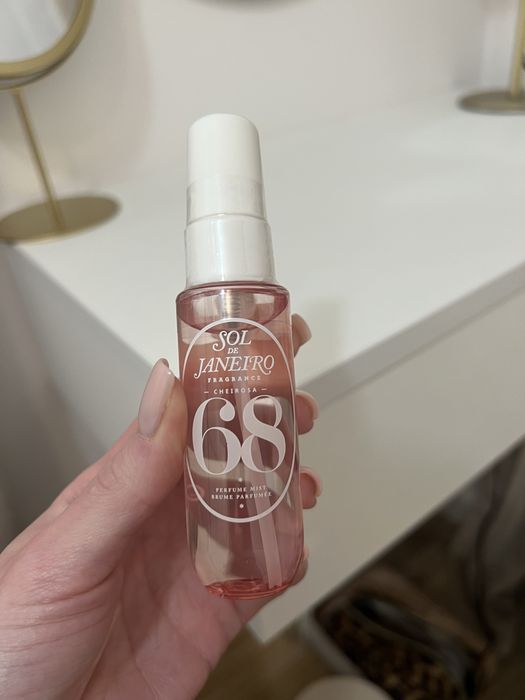 SOL
DE
JANEIRO
FRAGRANCE
— CHEIROSA —
68
PERFUME MIST
BRUME PARFUMÉE